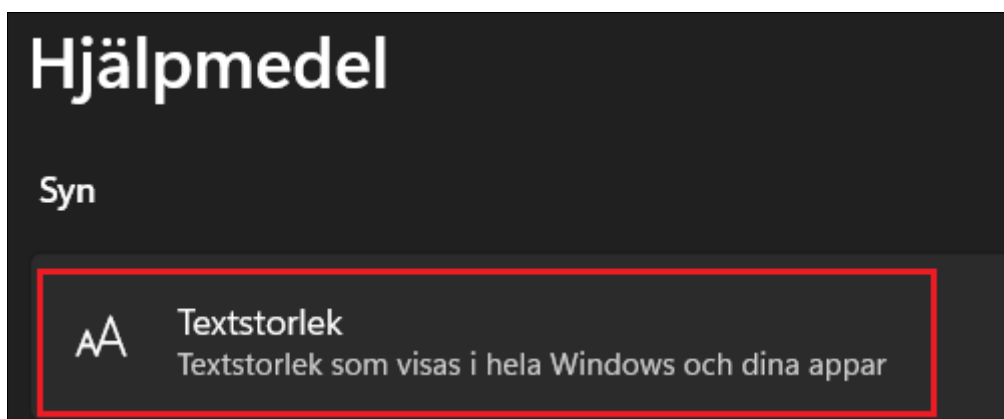 Hjälpmedel
Syn
Textstorlek
Textstorlek som visas i hela Windows och dina appar